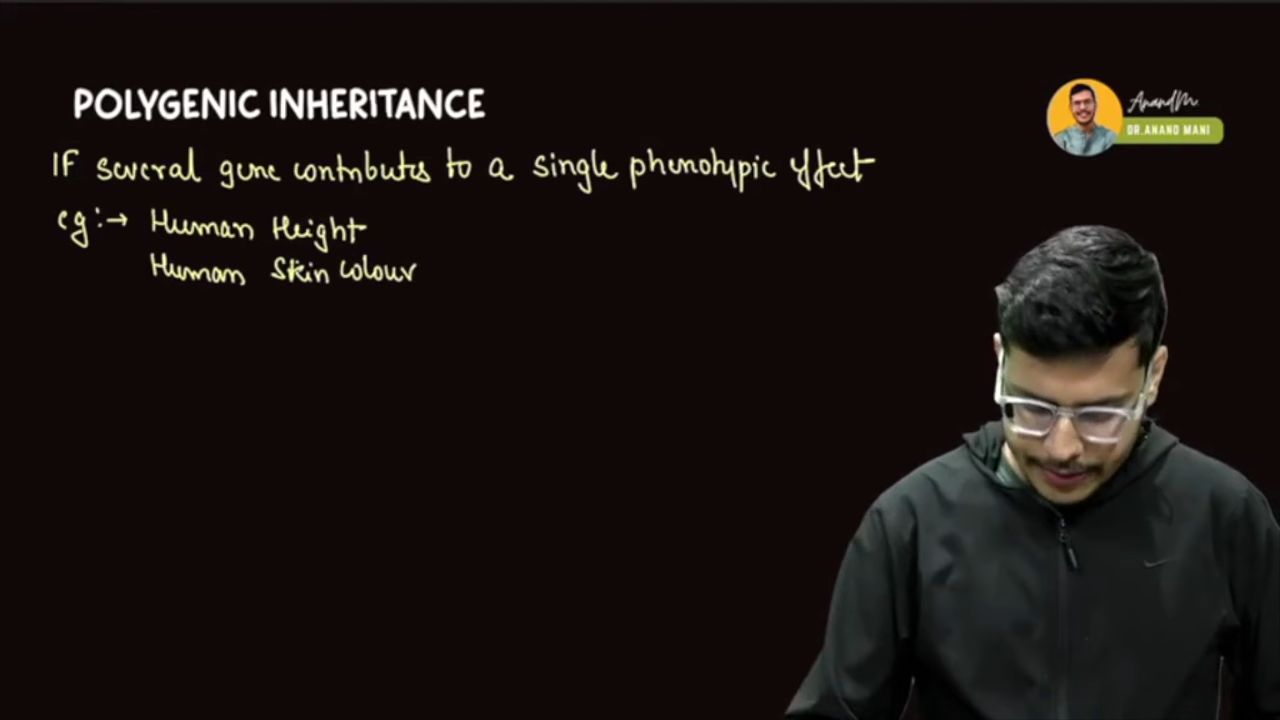 POLYGENIC INHERITANCE
AnandM.
DR.ANAND MANI
IF several gene contributes to a single phenotypic effect
eg:→ Human Height
Human Skin colour